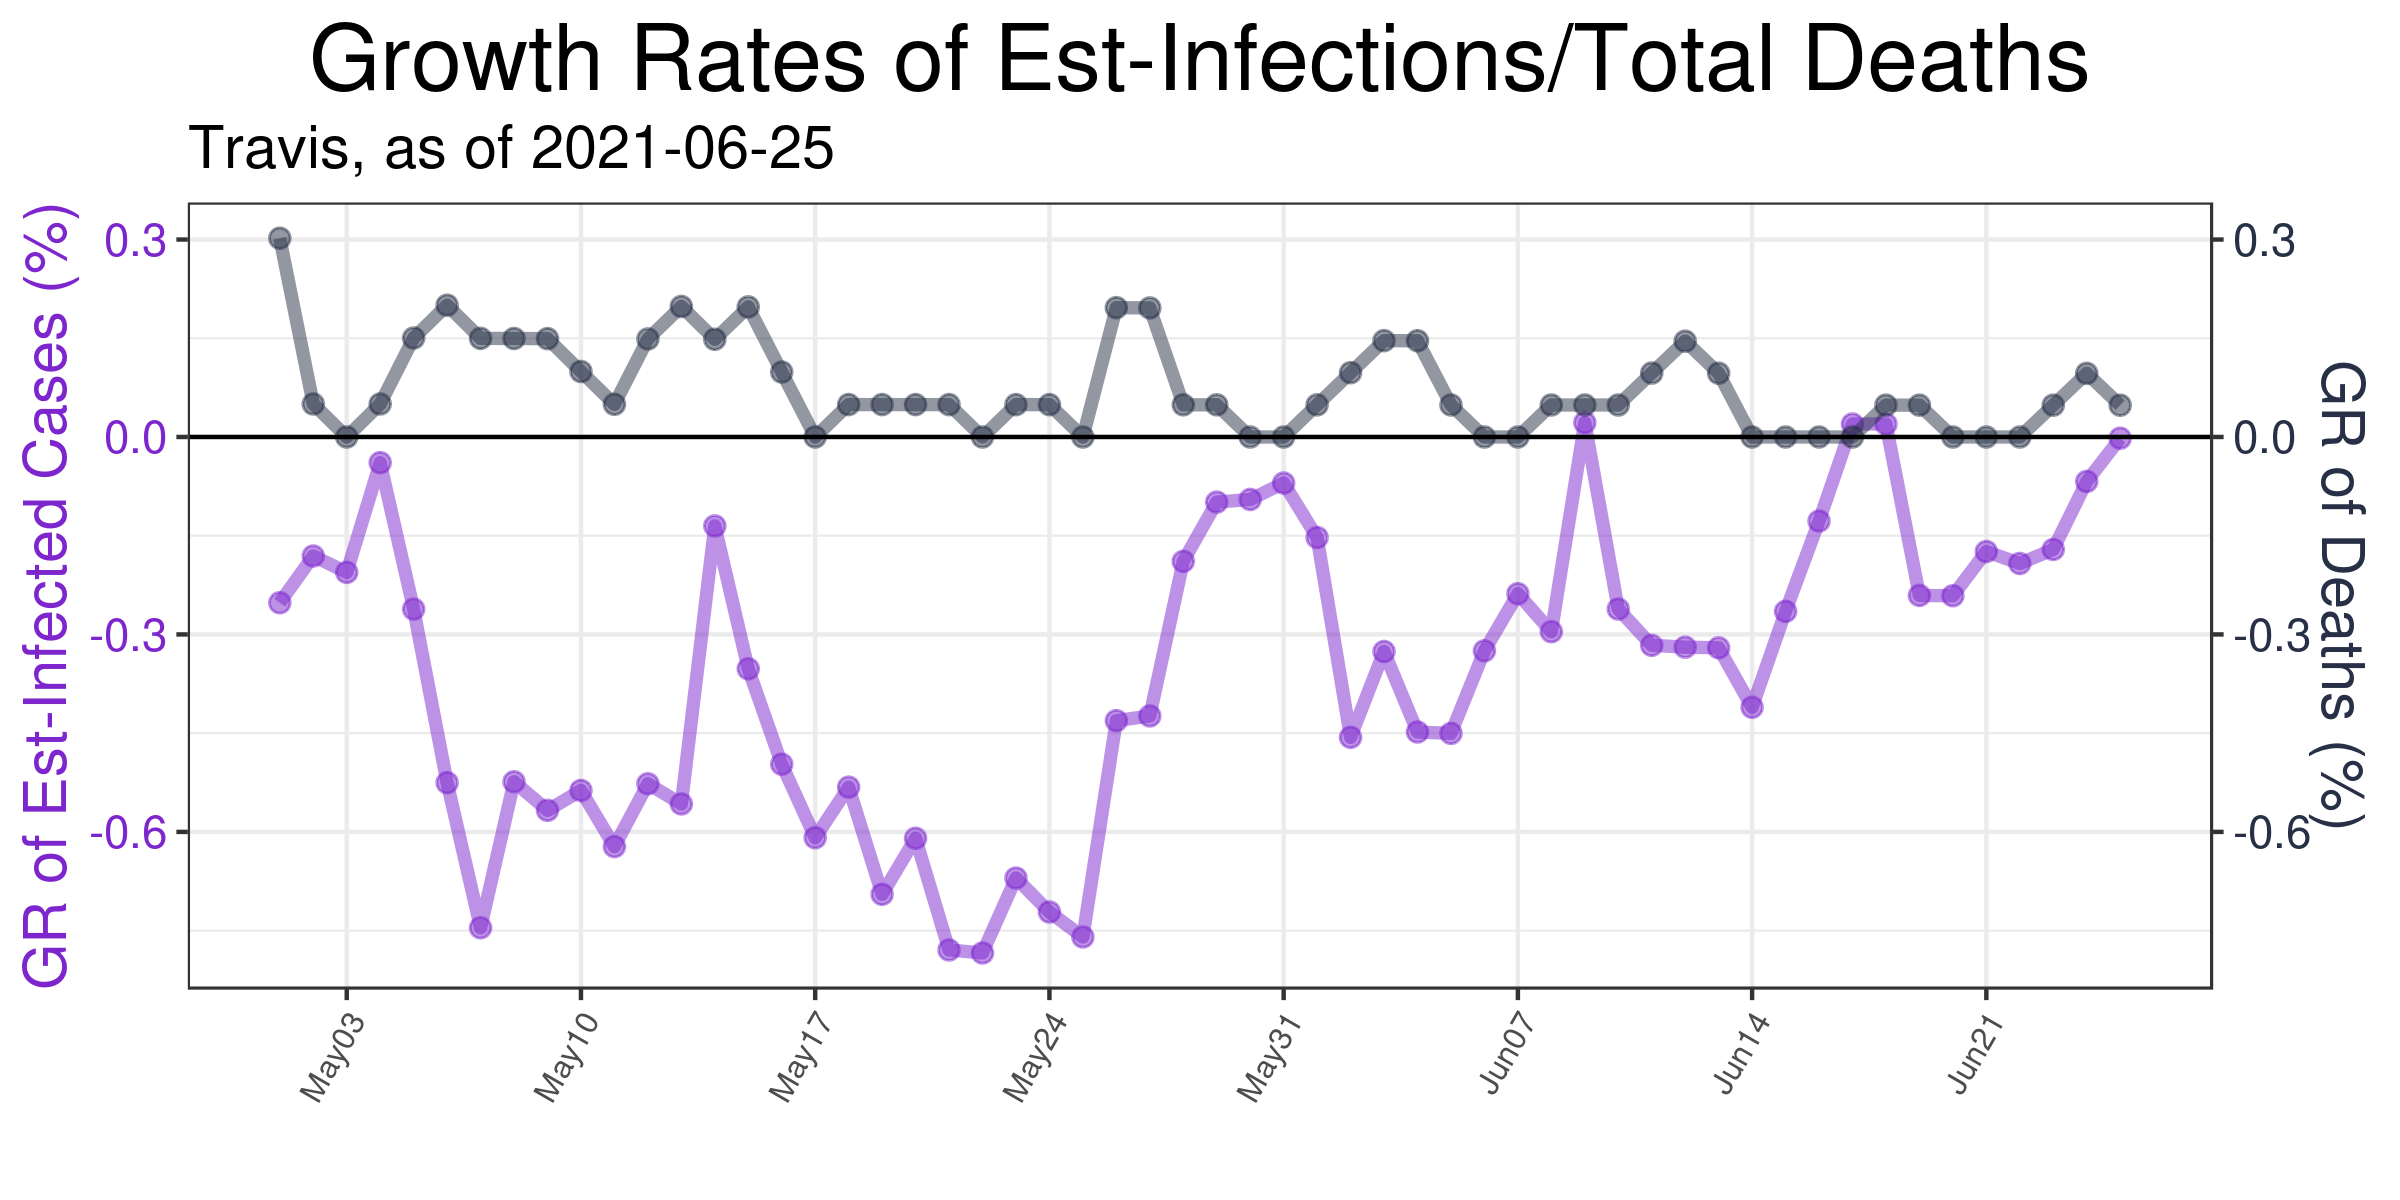 Growth Rates of Est-Infections/Total Deaths
Travis, as of 2021-06-25
GR of Est-Infected Cases (%)
0.3
0.0
-0.3
-0.6
0.3
0.0
-0.3
-0.6
GR of Deaths (%)
May03
May10
May17
May24
May31
Jun07
Jun14
Jun21